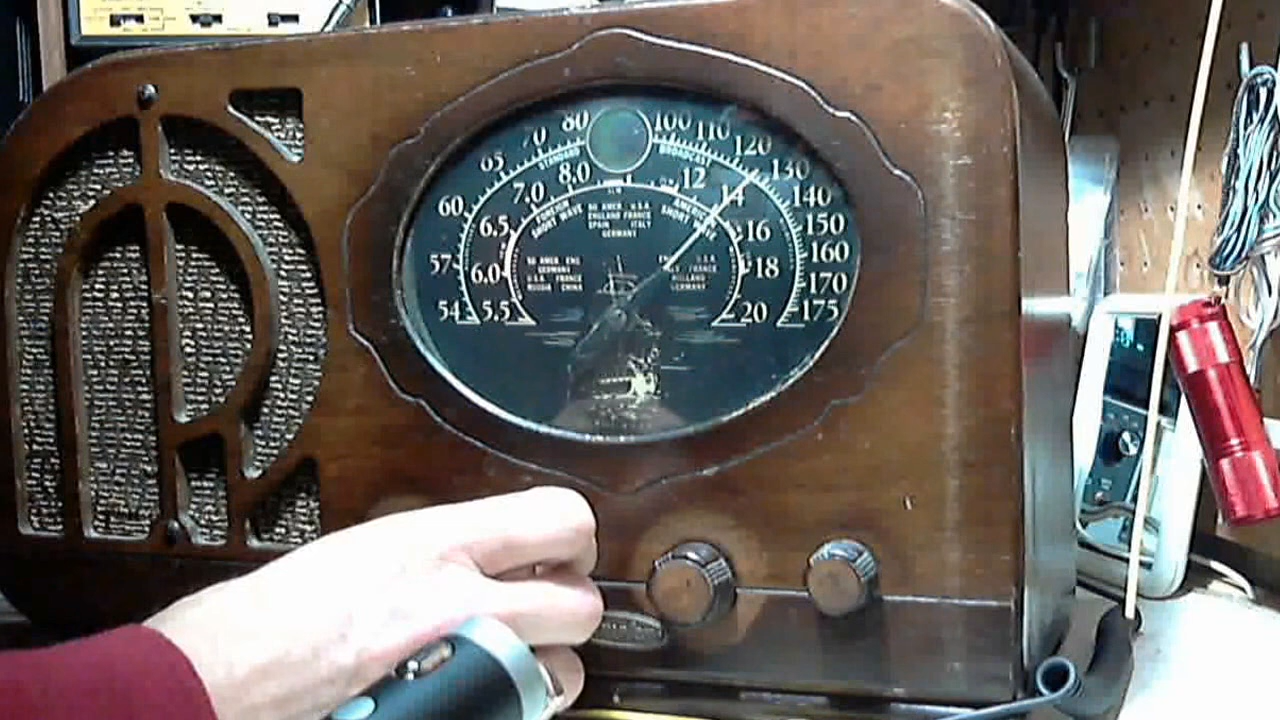 80 100
70 110
65 120
60 130
57 140
54 150
160
170
175
STANDARD BROADCAST
8.0 12
7.0 14
6.5 16
6.0 18
5.5 20
FOREIGN
SHORT WAVE
AMERICAN
SHORT WAVE
SO AMER U.S.A
ENGLAND FRANCE
SPAIN ITALY
GERMANY
SO AMER ENG
GERMANY
U.S.A FRANCE
RUSSIA CHINA
U.S.A.
FRANCE
HOLLAND
GERMANY